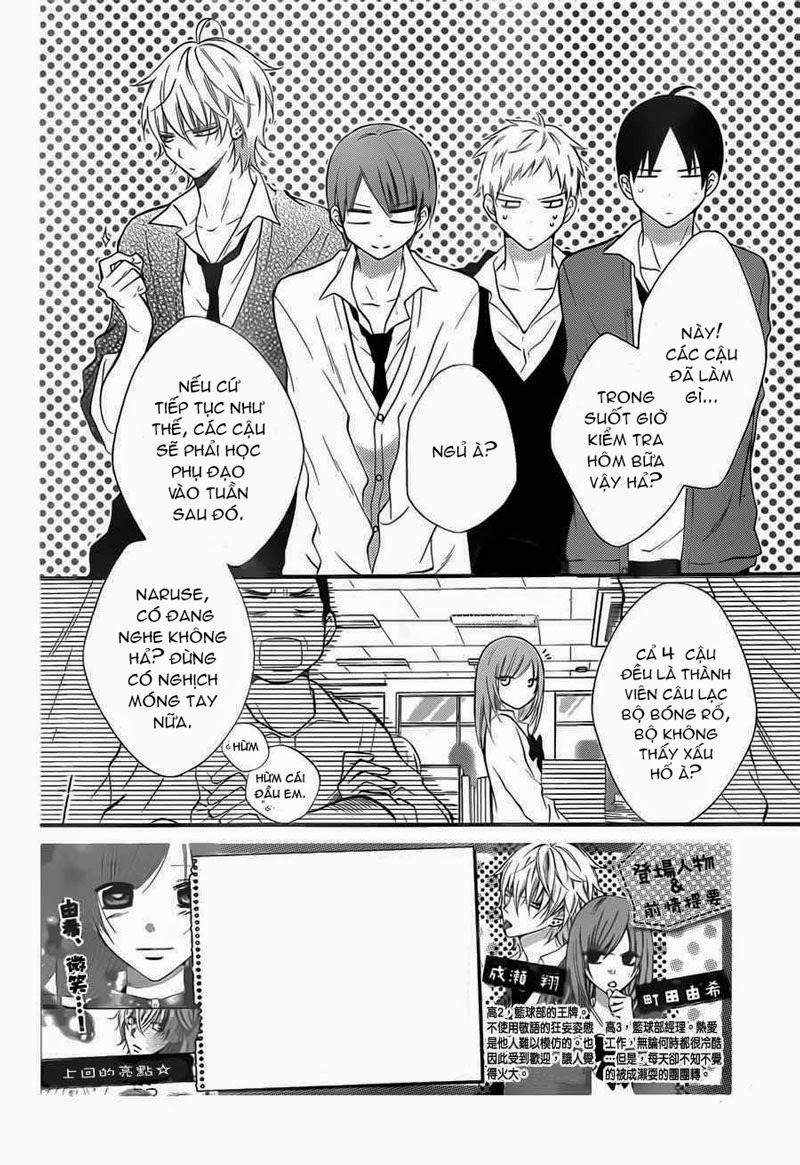 NÀY!
CÁC CẬU
ĐÃ LÀM
GÌ...
TRONG
SUỐT GIỜ
KIỂM TRA
HÔM BỮA
VẬY HẢ?
NGỦ À?
NẾU CỨ
TIẾP TỤC NHƯ
THẾ, CÁC CẬU
SẼ PHẢI HỌC
PHỤ ĐẠO
VÀO TUẦN
SAU ĐÓ.
CẢ 4 CẬU
ĐỀU LÀ THÀNH
VIÊN CÂU LẠC
BỘ BÓNG RỔ,
BỘ KHÔNG
THẤY XẤU
HỔ À?
NARUSE,
CÓ ĐANG
NGHE KHÔNG
HẢ? ĐỪNG
CÓ NGHỊCH
MÓNG TAY
NỮA.
HỪM
HỪM CÁI
ĐẦU EM.
登場人物
&
前情提要
町田由希
高3，籃球部經理。熱愛
工作，無論何時都很冷酷
…但是，每天卻不知不覺
的被成瀨耍的團團轉。
成瀬 翔
高2，籃球部的王牌。
不使用敬語的狂妄姿態
是他人難以模仿的。也
因此受到歡迎，讓人覺
得火大。
由希、
微笑……！
上回的亮點☆